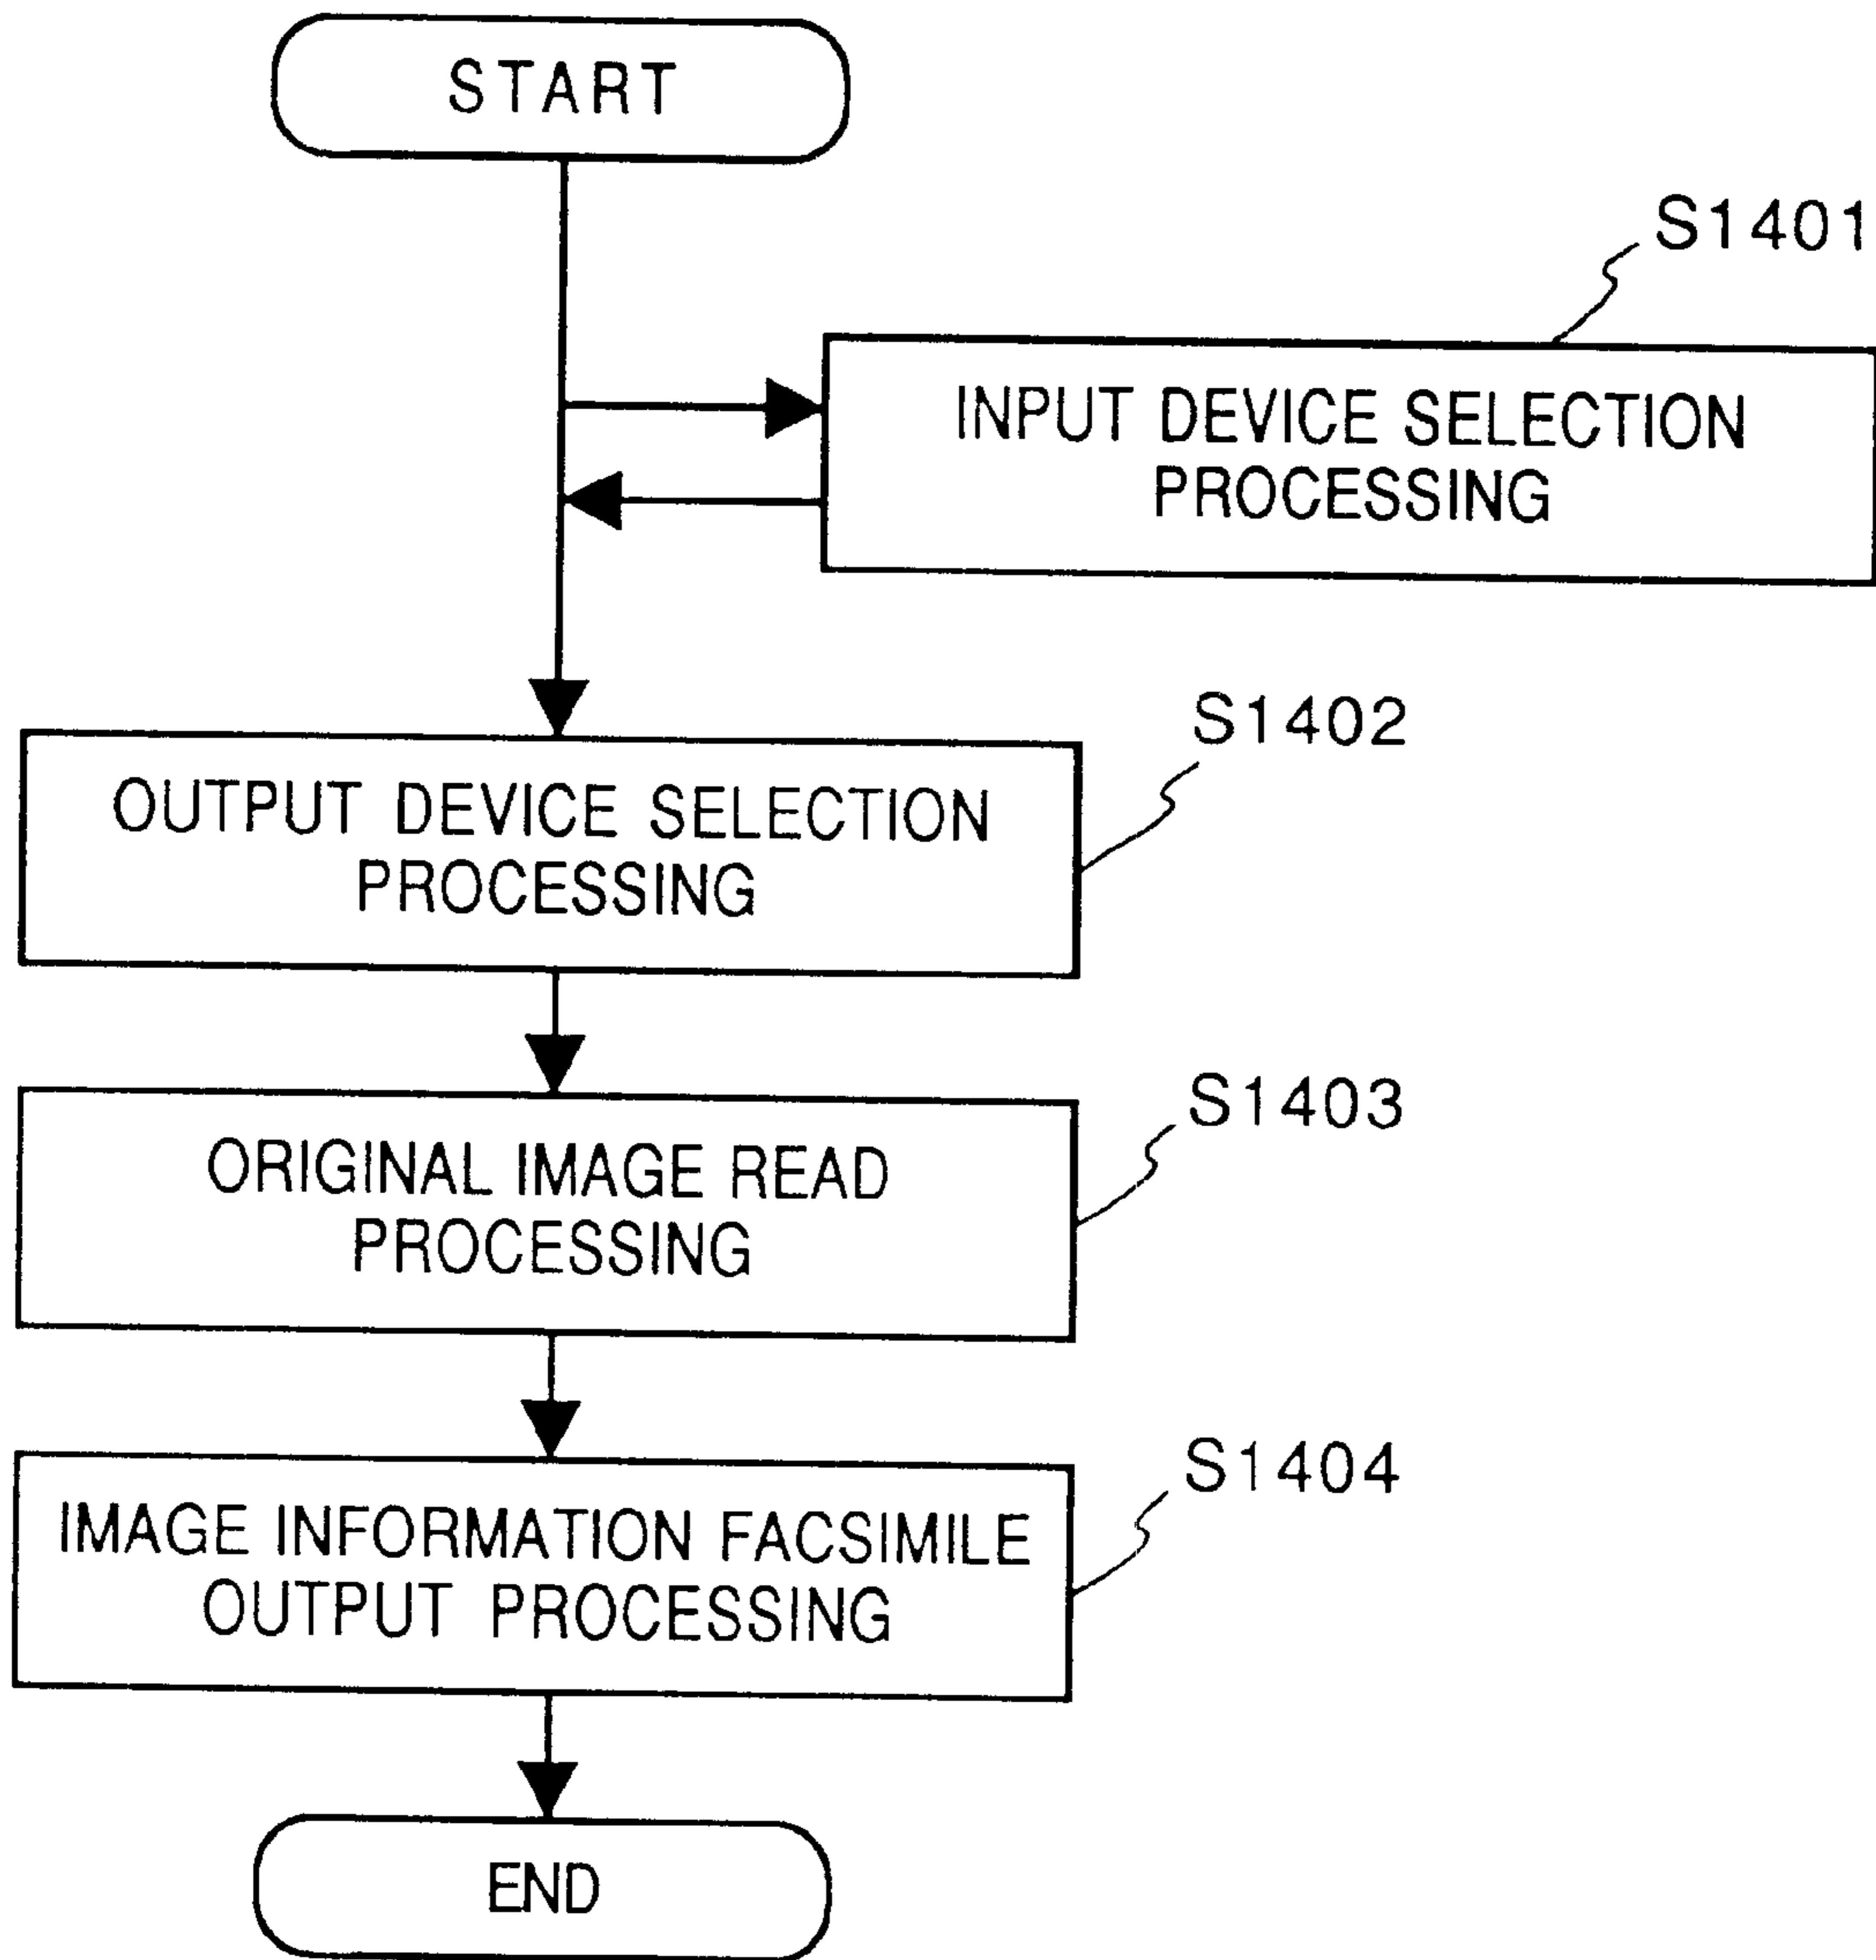 START
S1401
INPUT DEVICE SELECTION
PROCESSING
S1402
OUTPUT DEVICE SELECTION
PROCESSING
S1403
ORIGINAL IMAGE READ
PROCESSING
S1404
IMAGE INFORMATION FACSIMILE
OUTPUT PROCESSING
END